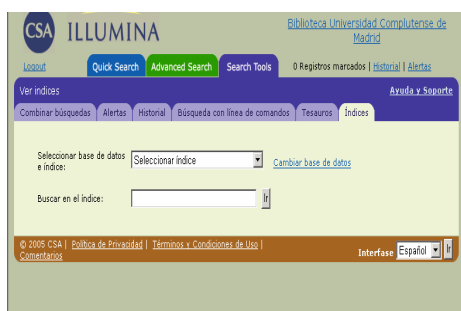 CSA ILLUMINA
Biblioteca Universidad Complutense de
Madrid
Logout Quick Search Advanced Search Search Tools 0 Registros marcados | Historial | Alertas
Ver indices Ayuda y Soporte
Combinar búsquedas Alertas Historial Búsqueda con línea de comandos Tesauros Índices
Seleccionar base de datos
e índice: Seleccionar índice Cambiar base de datos
Buscar en el índice: Ir
© 2005 CSA | Política de Privacidad | Términos y Condiciones de Uso |
Comentarios Interfase Español Ir